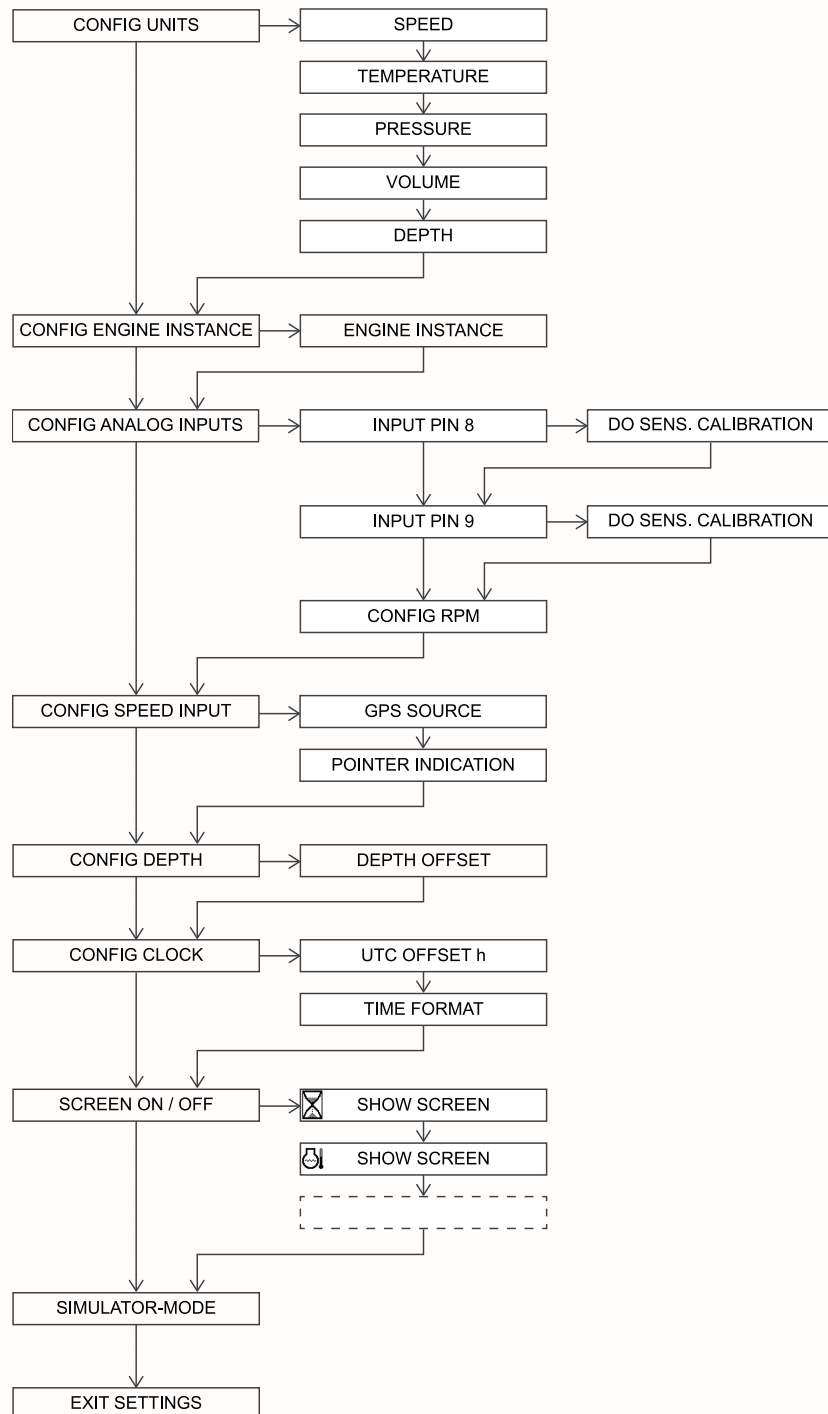 CONFIG UNITS
SPEED
TEMPERATURE
PRESSURE
VOLUME
DEPTH
CONFIG ENGINE INSTANCE
ENGINE INSTANCE
CONFIG ANALOG INPUTS
INPUT PIN 8
DO SENS. CALIBRATION
INPUT PIN 9
DO SENS. CALIBRATION
CONFIG RPM
CONFIG SPEED INPUT
GPS SOURCE
POINTER INDICATION
CONFIG DEPTH
DEPTH OFFSET
CONFIG CLOCK
UTC OFFSET h
TIME FORMAT
SCREEN ON / OFF
SHOW SCREEN
SHOW SCREEN
SIMULATOR-MODE
EXIT SETTINGS